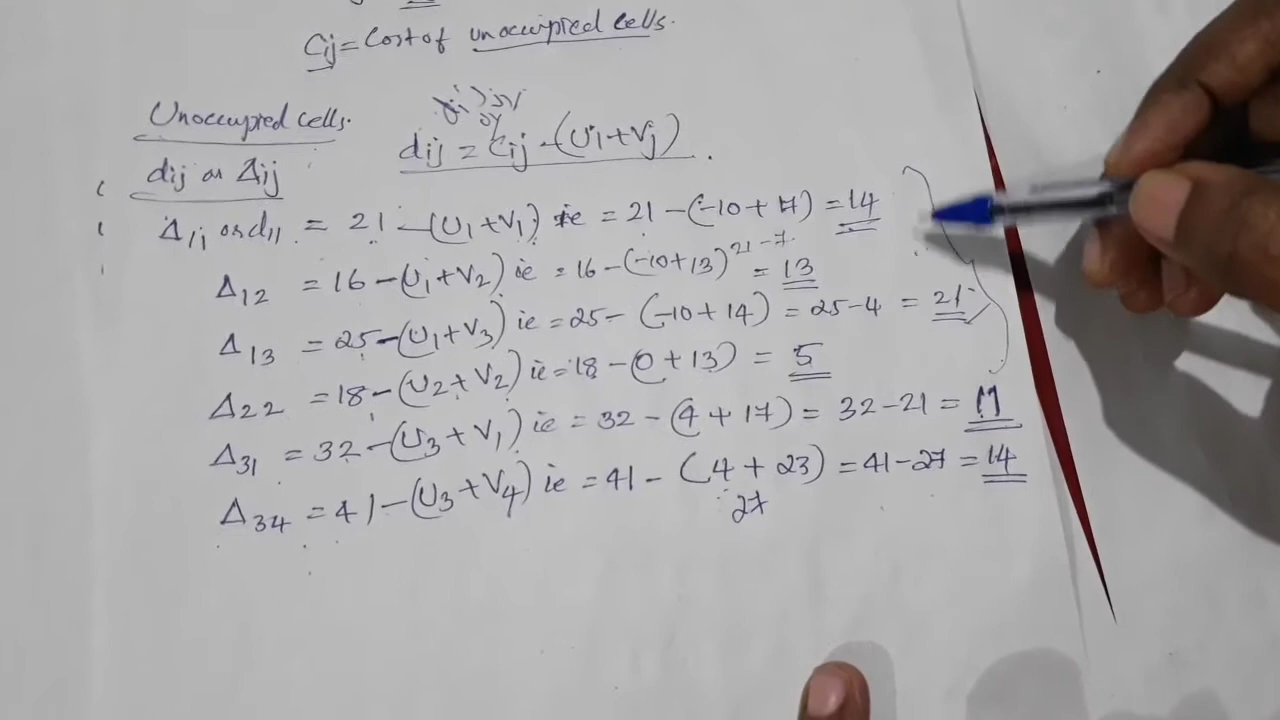 Cij = Cost of unoccupied cells.
Unoccupied cells.
dij or Δij
dij = Cij - (Ui + Vj).
Δ11 or d11 = 21 - (U1+V1) ie = 21 - (-10 + 17) = 14
21 - 7
Δ12 = 16 - (U1+V2) ie = 16 - (-10+13) = 13
Δ13 = 25 - (U1+V3) ie = 25 - (-10 + 14) = 25-4 = 21
Δ22 = 18 - (U2+V2) ie = 18 - (0 + 13) = 5
Δ31 = 32 - (U3+V1) ie = 32 - (4 + 17) = 32-21 = 11
Δ34 = 41 - (U3+V4) ie = 41 - (4 + 23) = 41-27 = 14
27